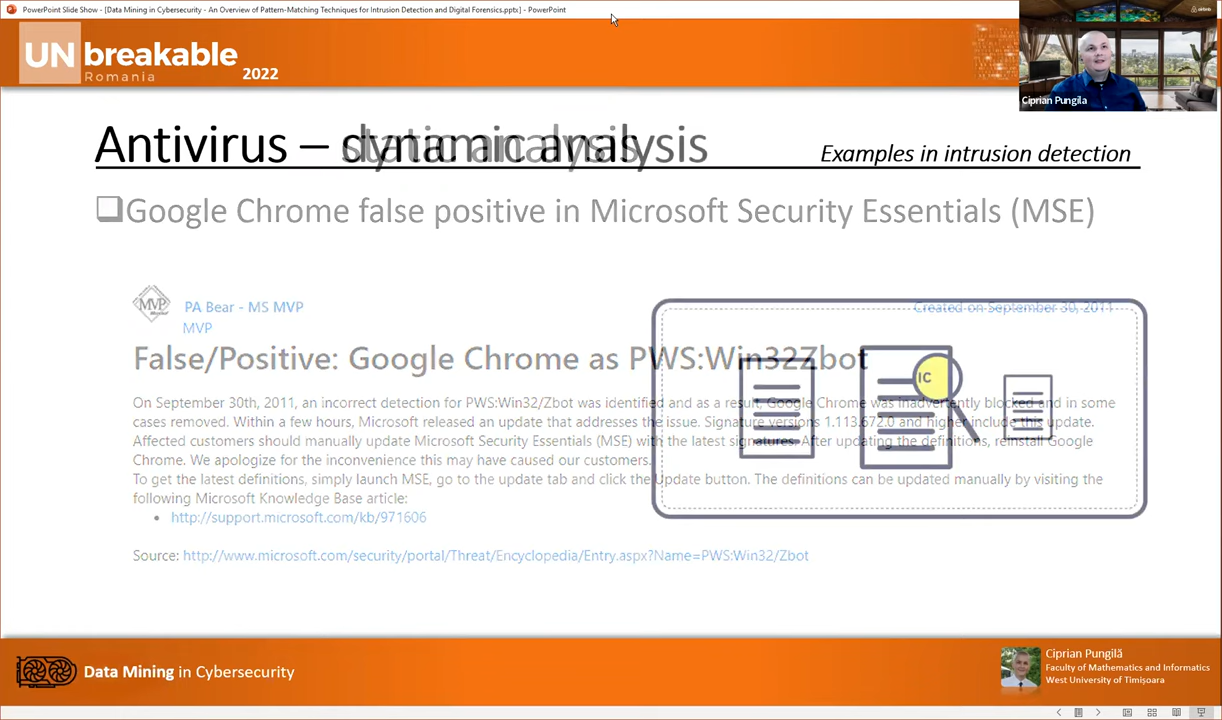 PowerPoint Slide Show - [Data Mining in Cybersecurity - An Overview of Pattern-Matching Techniques for Intrusion Detection and Digital Forensics.pptx] - PowerPoint
UNbreakable
Romania 2022
Ciprian Pungila
Antivirus – dynamic analysis
static analysis
Examples in intrusion detection
Google Chrome false positive in Microsoft Security Essentials (MSE)
MVP
PA Bear - MS MVP
Created on September 30, 2011
MVP
False/Positive: Google Chrome as PWS:Win32Zbot
IC
On September 30th, 2011, an incorrect detection for PWS:Win32/Zbot was identified and as a result, Google Chrome was inadvertently blocked and in some
cases removed. Within a few hours, Microsoft released an update that addresses the issue. Signature versions 1.113.672.0 and higher include this update.
Affected customers should manually update Microsoft Security Essentials (MSE) with the latest signatures. After updating the definitions, reinstall Google
Chrome. We apologize for the inconvenience this may have caused our customers.
To get the latest definitions, simply launch MSE, go to the update tab and click the Update button. The definitions can be updated manually by visiting the
following Microsoft Knowledge Base article:
• http://support.microsoft.com/kb/971606
Source: http://www.microsoft.com/security/portal/Threat/Encyclopedia/Entry.aspx?Name=PWS:Win32/Zbot
Data Mining in Cybersecurity
Ciprian Pungilă
Faculty of Mathematics and Informatics
West University of Timișoara